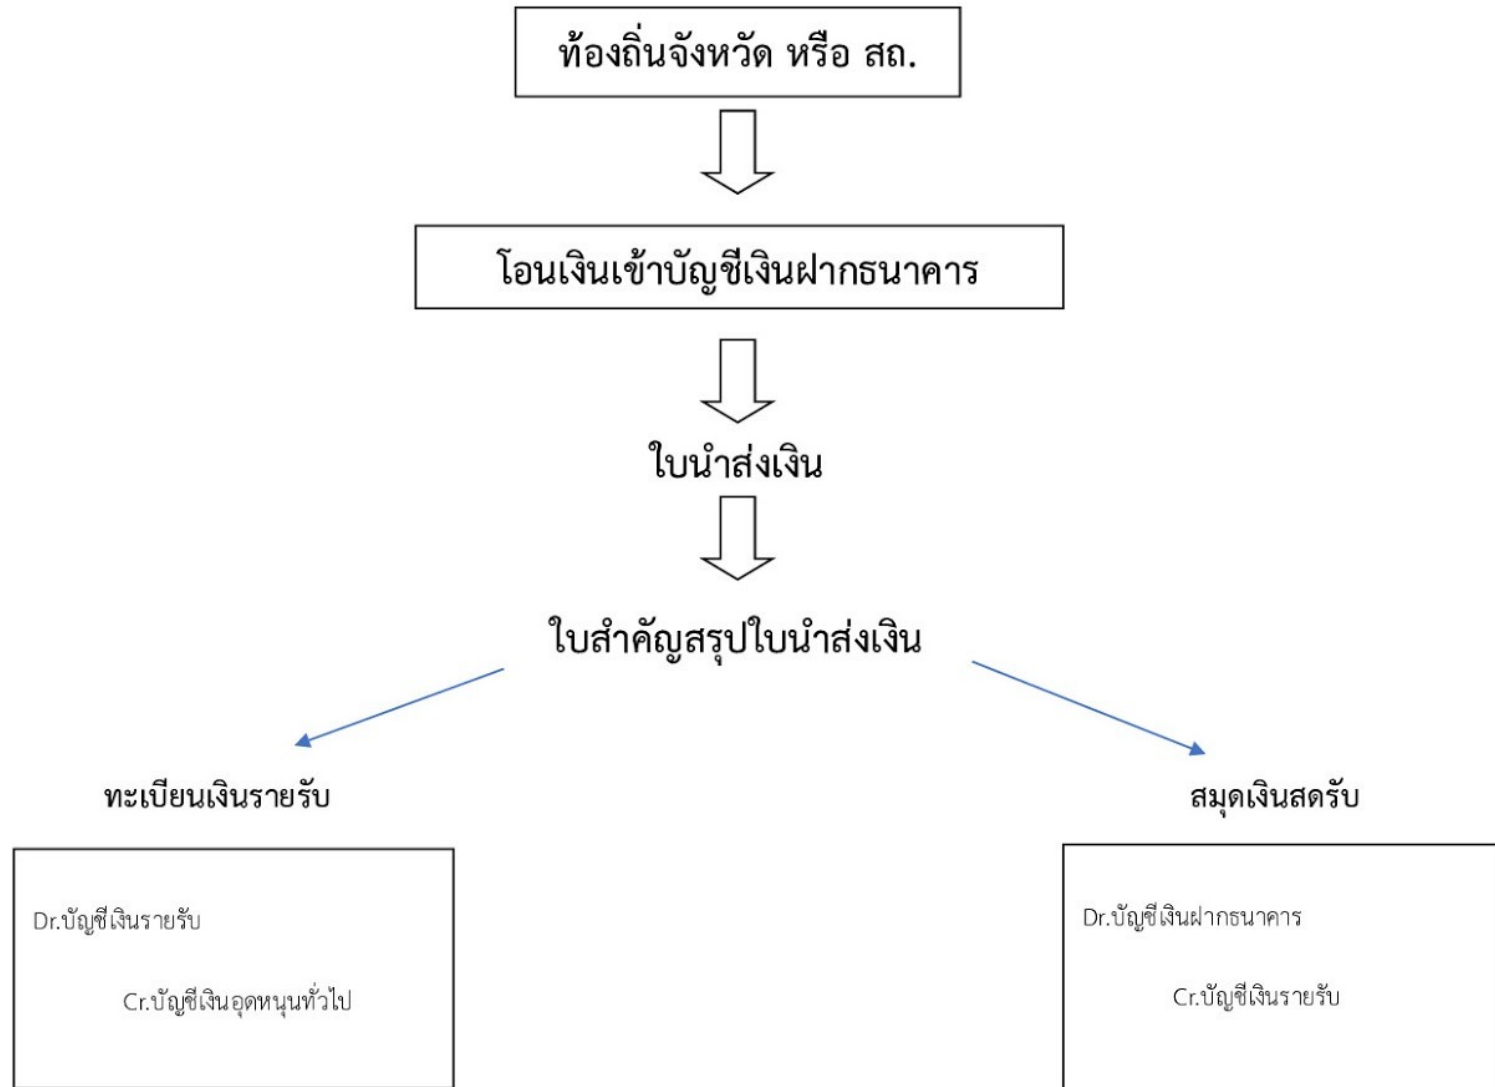 ท้องถิ่นจังหวัด หรือ สถ.
โอนเงินเข้าบัญชีเงินฝากธนาคาร
ใบนำส่งเงิน
ใบสำคัญสรุปใบนำส่งเงิน
ทะเบียนเงินรายรับ
สมุดเงินสดรับ
Dr.บัญชีเงินรายรับ
Cr.บัญชีเงินอุดหนุนทั่วไป
Dr.บัญชีเงินฝากธนาคาร
Cr.บัญชีเงินรายรับ